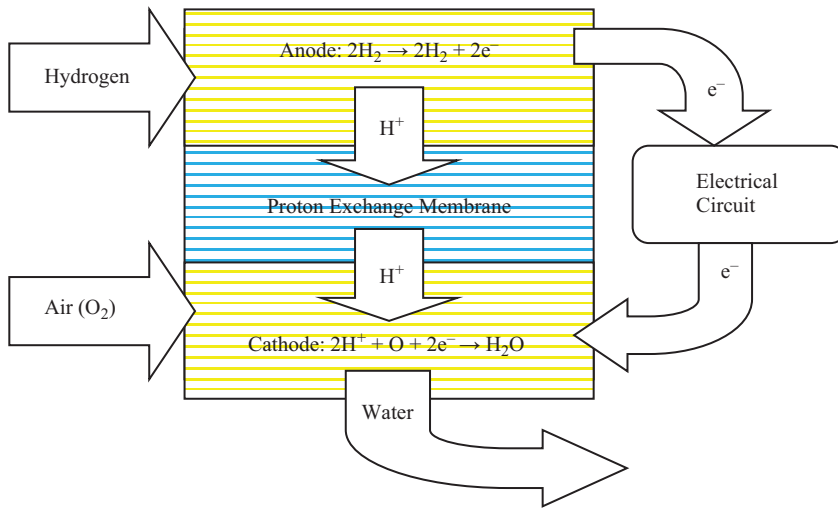 Anode: 2H₂ → 2H₂ + 2e⁻
Hydrogen
e⁻
H⁺
Electrical
Circuit
Proton Exchange Membrane
H⁺
e⁻
Air (O₂)
Cathode: 2H⁺ + O + 2e⁻ → H₂O
Water